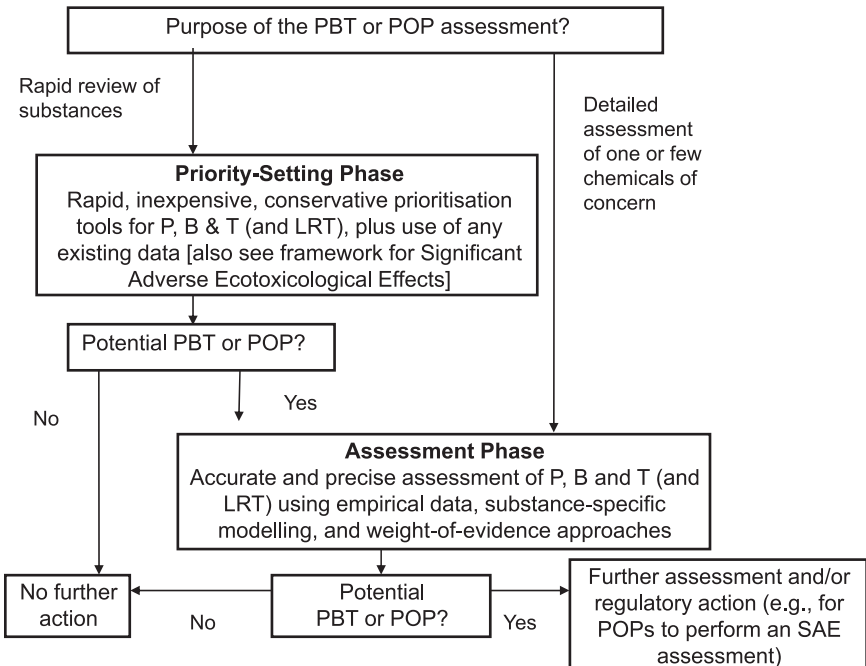 Purpose of the PBT or POP assessment?
Rapid review of
substances
Detailed
assessment
of one or few
chemicals of
concern
Priority-Setting Phase
Rapid, inexpensive, conservative prioritisation
tools for P, B & T (and LRT), plus use of any
existing data [also see framework for Significant
Adverse Ecotoxicological Effects]
Potential PBT or POP?
No
Yes
Assessment Phase
Accurate and precise assessment of P, B and T (and
LRT) using empirical data, substance-specific
modelling, and weight-of-evidence approaches
No further
action
No
Potential
PBT or POP?
Yes
Further assessment and/or
regulatory action (e.g., for
POPs to perform an SAE
assessment)